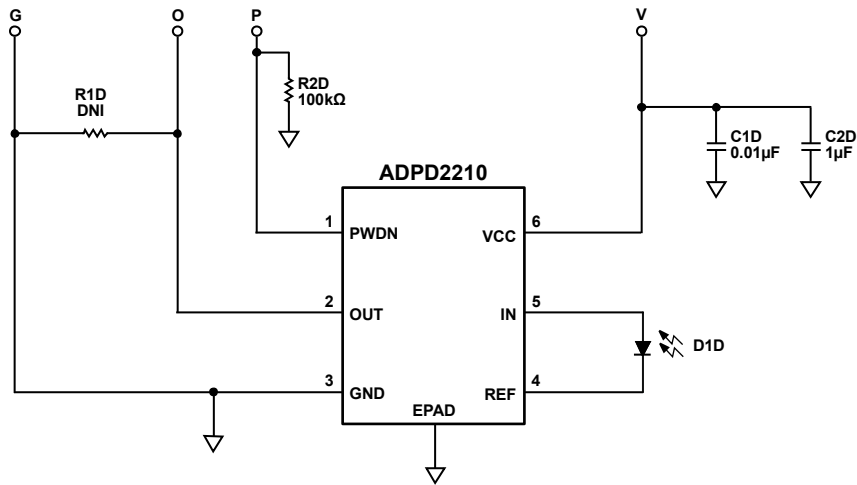 G
O
P
V
R1D
DNI
R2D
100kΩ
C1D
0.01µF
C2D
1µF
ADPD2210
1
PWDN
VCC
6
2
OUT
IN
5
D1D
3
GND
REF
4
EPAD